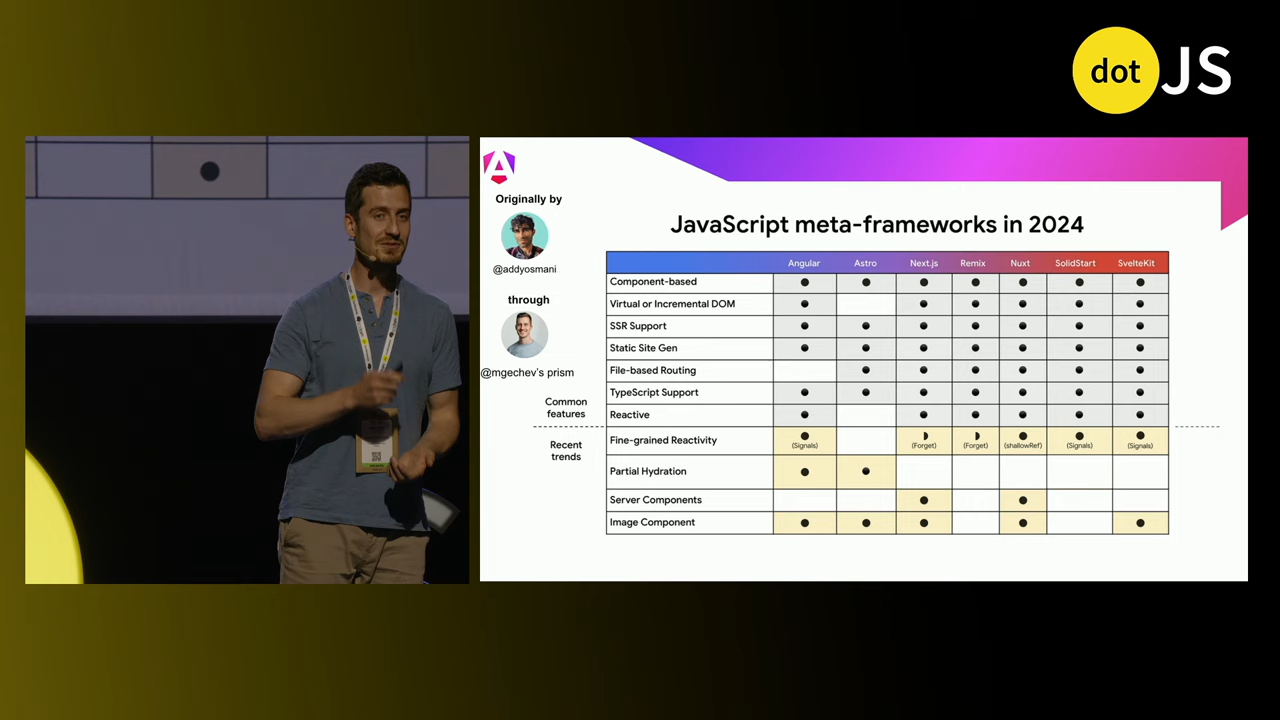 dot JS
Originally by
@addyosmani
through
@mgechev's prism
JavaScript meta-frameworks in 2024
Angular Astro Next.js Remix Nuxt SolidStart SvelteKit
Component-based
Virtual or Incremental DOM
SSR Support
Static Site Gen
File-based Routing
TypeScript Support
Common
features
Reactive
Recent
trends
Fine-grained Reactivity
(Signals) (Forget) (Forget) (shallowRef) (Signals) (Signals)
Partial Hydration
Server Components
Image Component